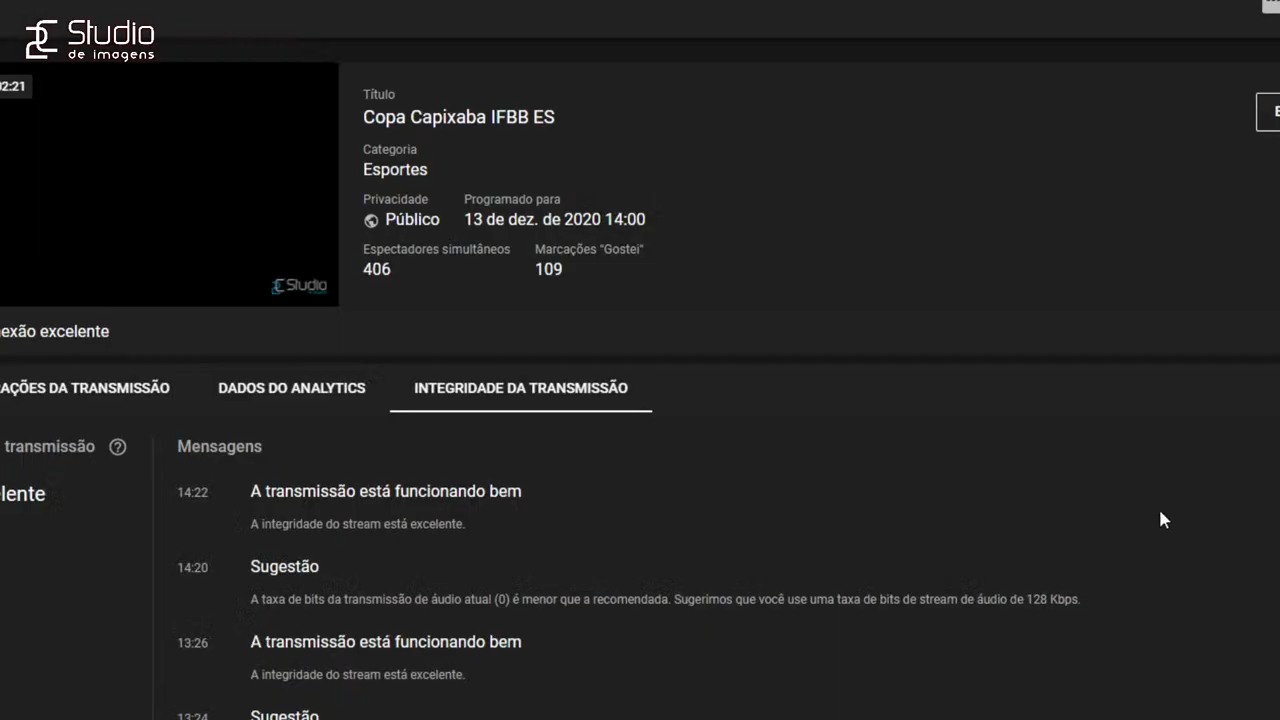 Studio
de imagens
02:21
Título
Copa Capixaba IFBB ES
Categoria
Esportes
Privacidade
Programado para
Público
13 de dez. de 2020 14:00
Espectadores simultâneos
Marcações "Gostei"
406
109
Studio
exão excelente
AÇÕES DA TRANSMISSÃO
DADOS DO ANALYTICS
INTEGRIDADE DA TRANSMISSÃO
transmissão
Mensagens
elente
14:22
A transmissão está funcionando bem
A integridade do stream está excelente.
14:20
Sugestão
A taxa de bits da transmissão de áudio atual (0) é menor que a recomendada. Sugerimos que você use uma taxa de bits de stream de áudio de 128 Kbps.
13:26
A transmissão está funcionando bem
A integridade do stream está excelente.
13:24
Sugestão